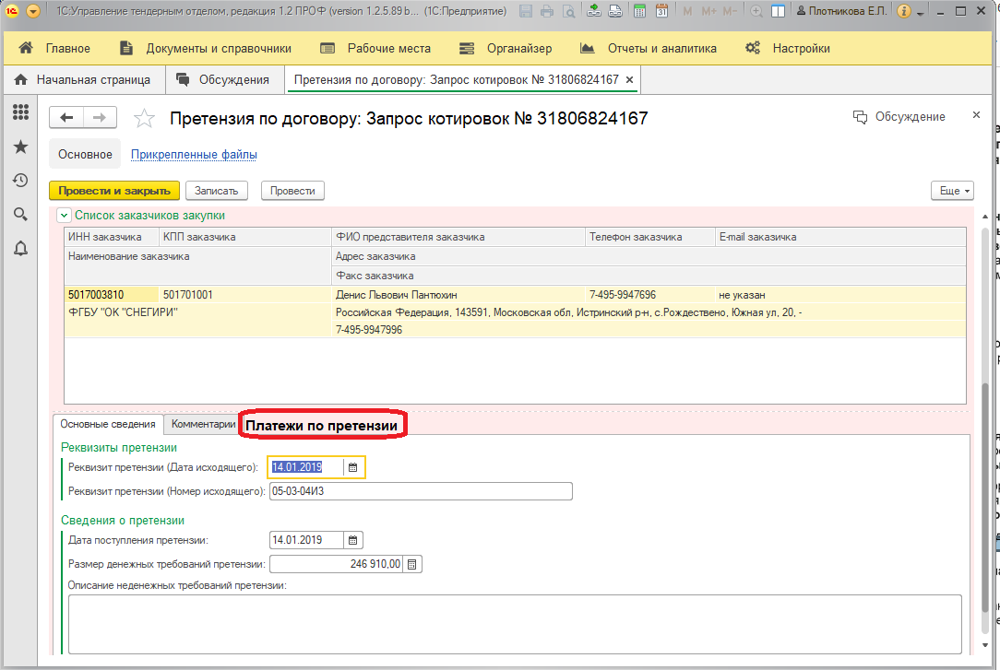 1С:Управление тендерным отделом, редакция 1.2 ПРОФ (version 1.2.5.89 b... (1С:Предприятие) M M+ M- Плотникова Е.Л.
Главное Документы и справочники Рабочие места Органайзер Отчеты и аналитика Настройки
Начальная страница Обсуждения Претензия по договору: Запрос котировок № 31806824167 ×
Претензия по договору: Запрос котировок № 31806824167 Обсуждение ×
Основное Прикрепленные файлы
Провести и закрыть Записать Провести Еще
Список заказчиков закупки
ИНН заказчика КПП заказчика ФИО представителя заказчика Телефон заказчика E-mail заказичка
Наименование заказчика Адрес заказчика
Факс заказчика
5017003810 501701001 Денис Львович Пантюхин 7-495-9947696 не указан
ФГБУ "ОК "СНЕГИРИ" Российская Федерация, 143591, Московская обл, Истринский р-н, с.Рождествено, Южная ул, 20, -
7-495-9947996
Основные сведения Комментарии Платежи по претензии
Реквизиты претензии
Реквизит претензии (Дата исходящего): 14.01.2019
Реквизит претензии (Номер исходящего): 05-03-04ИЗ
Сведения о претензии
Дата поступления претензии: 14.01.2019
Размер денежных требований претензии: 246 910,00
Описание неденежных требований претензии: